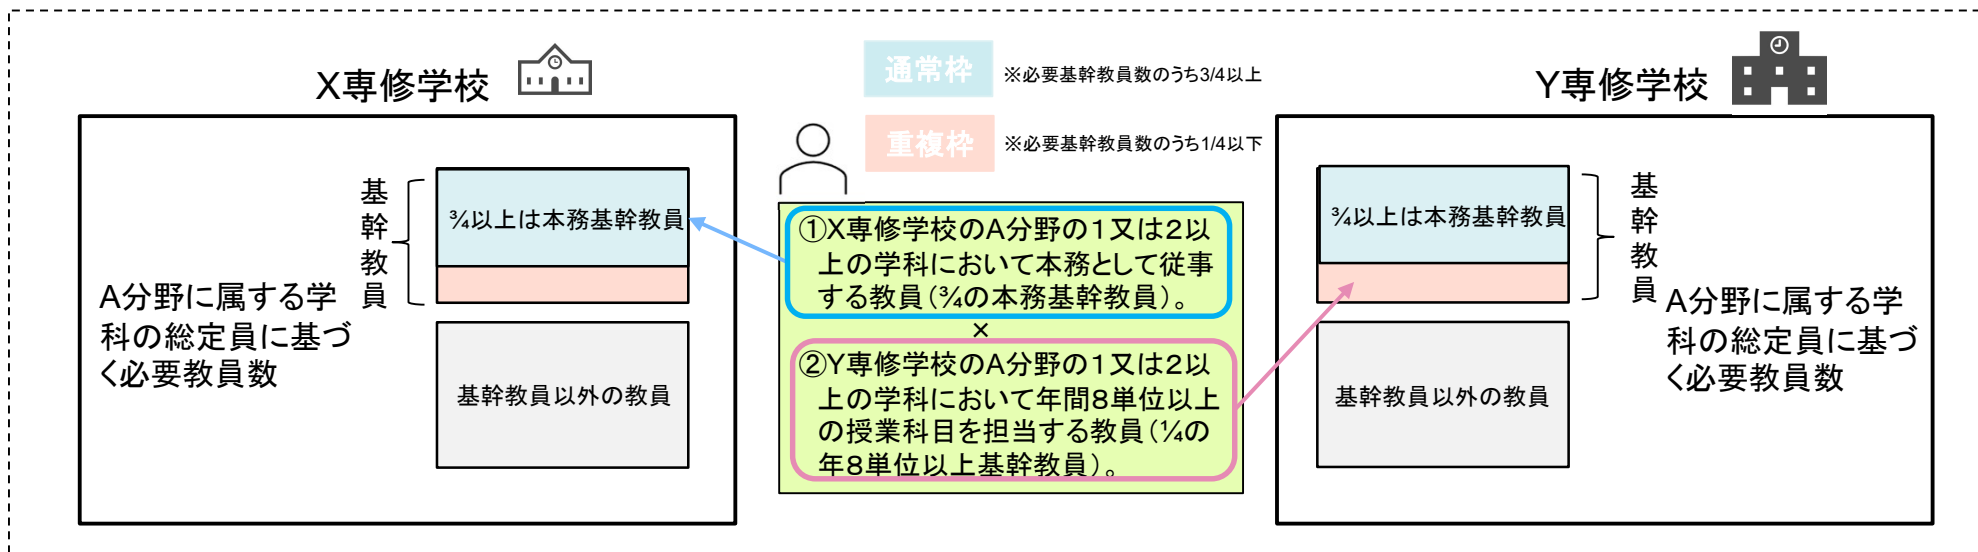 X専修学校
通常枠
※必要基幹教員数のうち3/4以上
重複枠
※必要基幹教員数のうち1/4以下
Y専修学校
基幹教員
¾以上は本務基幹教員
A分野に属する学
科の総定員に基づ
く必要教員数
基幹教員以外の教員
①X専修学校のA分野の1又は2以
上の学科において本務として従事
する教員（¾の本務基幹教員）。
×
②Y専修学校のA分野の1又は2以
上の学科において年間8単位以上
の授業科目を担当する教員（¼の
年8単位以上基幹教員）。
¾以上は本務基幹教員
基幹教員
基幹教員以外の教員
A分野に属する学
科の総定員に基づ
く必要教員数